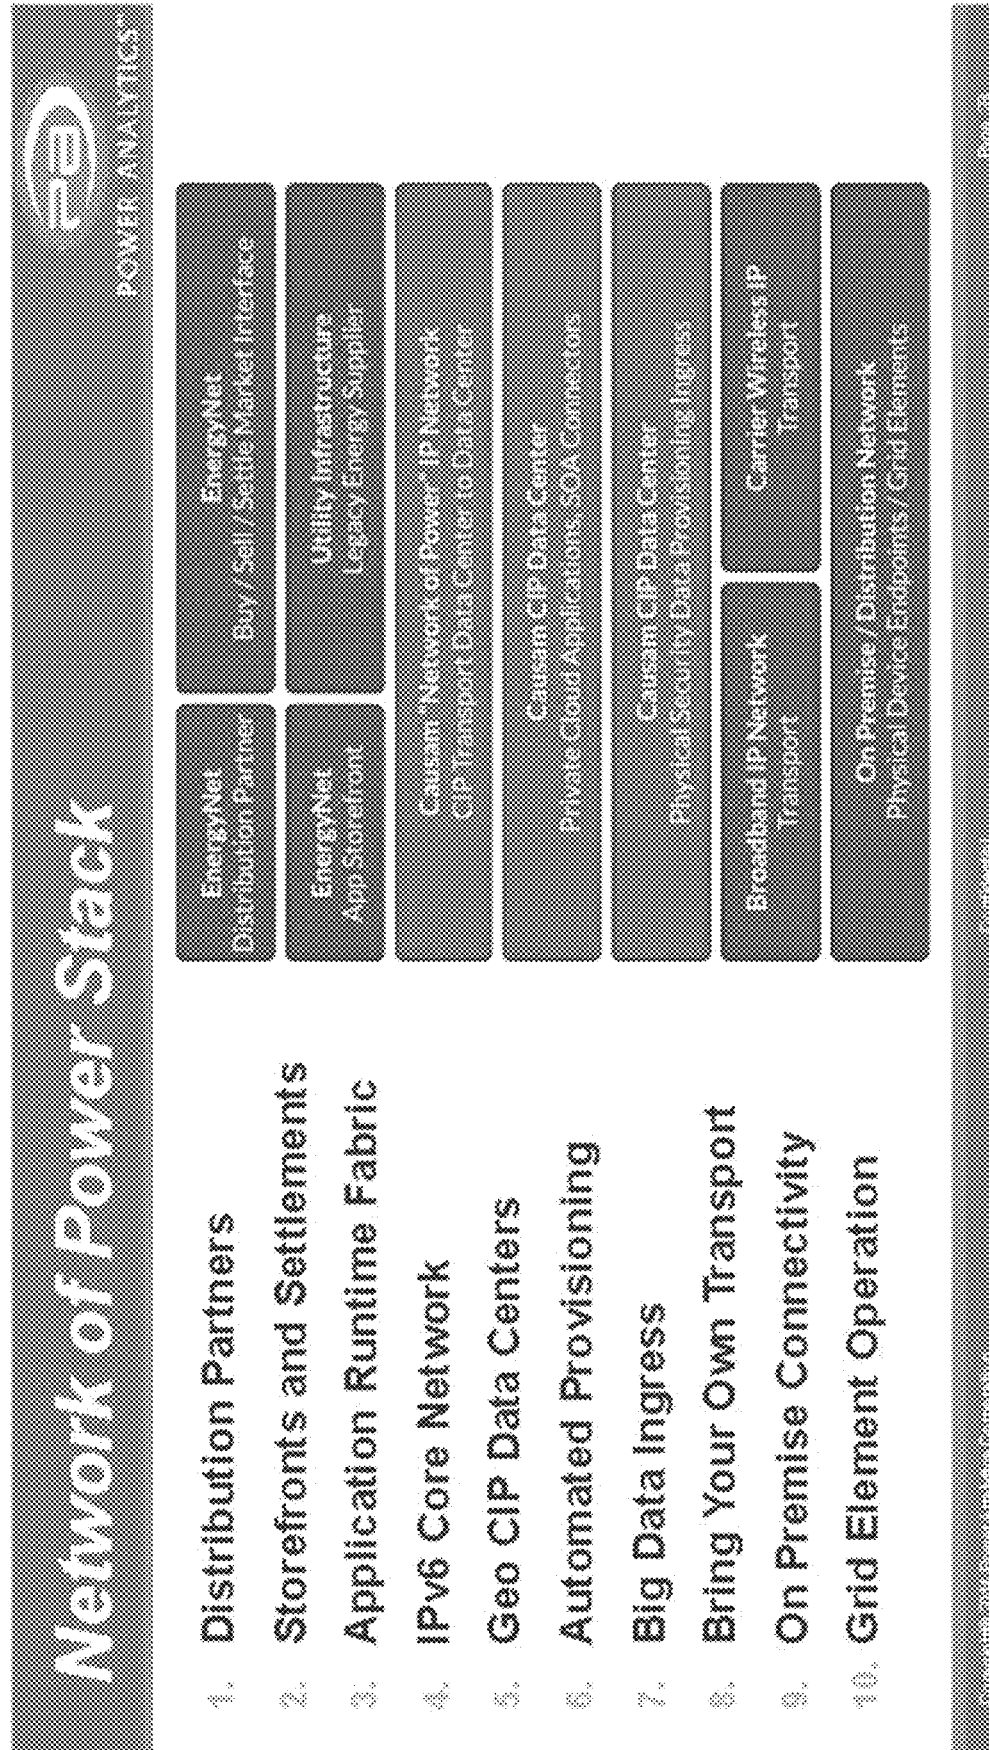 Network of Power Stack
POWER ANALYTICS™
1. Distribution Partners
2. Storefronts and Settlements
3. Application Runtime Fabric
4. IPv6 Core Network
5. Geo CIP Data Centers
6. Automated Provisioning
7. Big Data Ingress
8. Bring Your Own Transport
9. On Premise Connectivity
10. Grid Element Operation
EnergyNet
Distribution Partner
EnergyNet
Buy / Sell / Settle Market Interface
EnergyNet
App Storefront
Utility Infrastructure
Legacy Energy Supplier
Causam "Network of Power" IP Network
CIP Transport Data Center to Data Center
Causam CIP Data Center
Private Cloud Applications, SOA Connectors
Causam CIP Data Center
Physical Security Data Provisioning Ingress
Broadband IP Network
Transport
Carrier Wireless IP
Transport
On Premise / Distribution Network
Physical Device Endpoints / Grid Elements